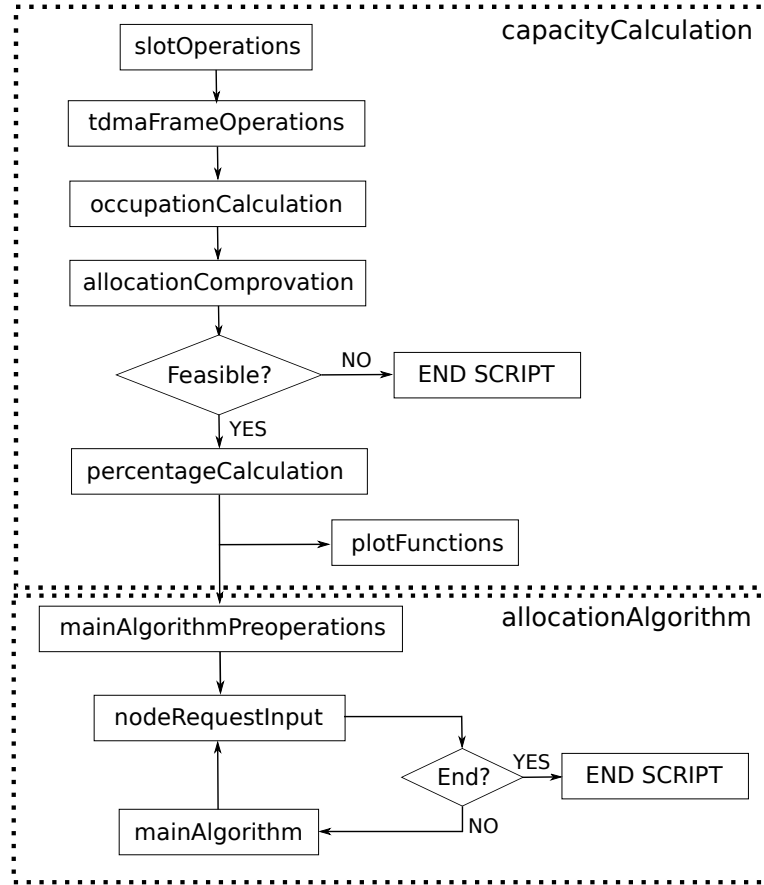 capacityCalculation
slotOperations
tdmaFrameOperations
occupationCalculation
allocationComprovation
Feasible?
NO
END SCRIPT
YES
percentageCalculation
plotFunctions
allocationAlgorithm
mainAlgorithmPreoperations
nodeRequestInput
End?
YES
END SCRIPT
NO
mainAlgorithm